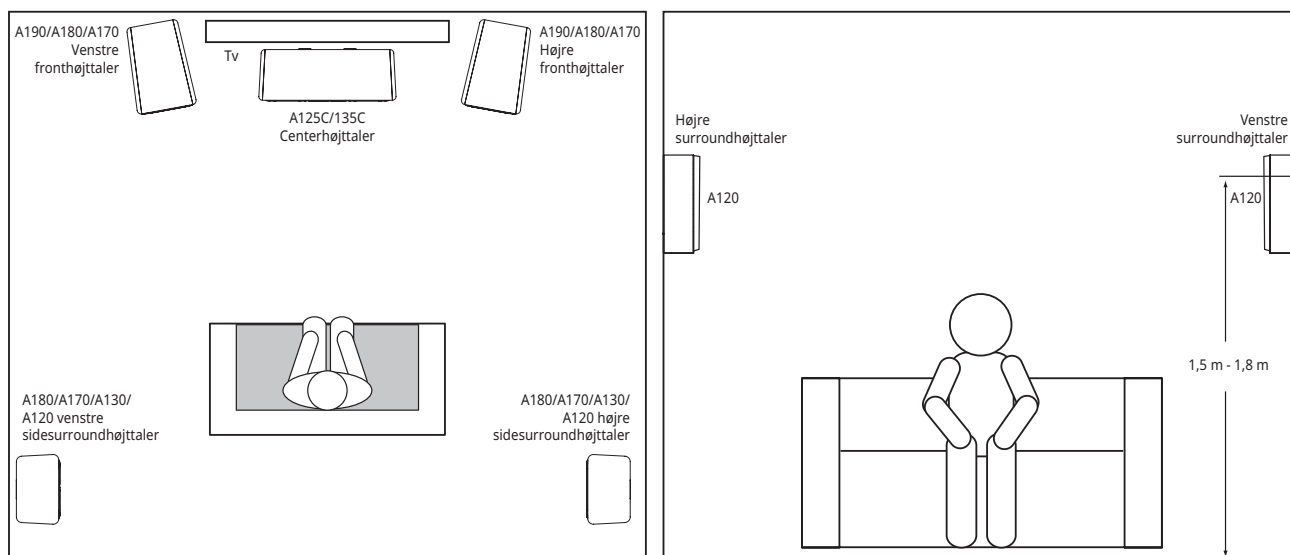 A190/A180/A170
Venstre
fronthøjttaler
Tv
A190/A180/A170
Højre
fronthøjttaler
A125C/135C
Centerhøjttaler
A180/A170/A130/
A120 venstre
sidesurroundhøjttaler
A180/A170/A130/
A120 højre
sidesurroundhøjttaler
Højre
surroundhøjttaler
A120
Venstre
surroundhøjttaler
A120
1,5 m - 1,8 m